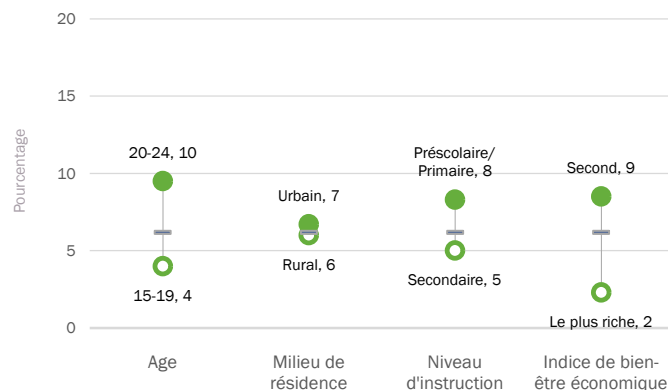 Pourcentage
20
15
10
5
0
20-24, 10
15-19, 4
Urbain, 7
Rural, 6
Préscolaire/
Primaire, 8
Secondaire, 5
Second, 9
Le plus riche, 2
Age
Milieu de
résidence
Niveau
d'instruction
Indice de bien-
être économique